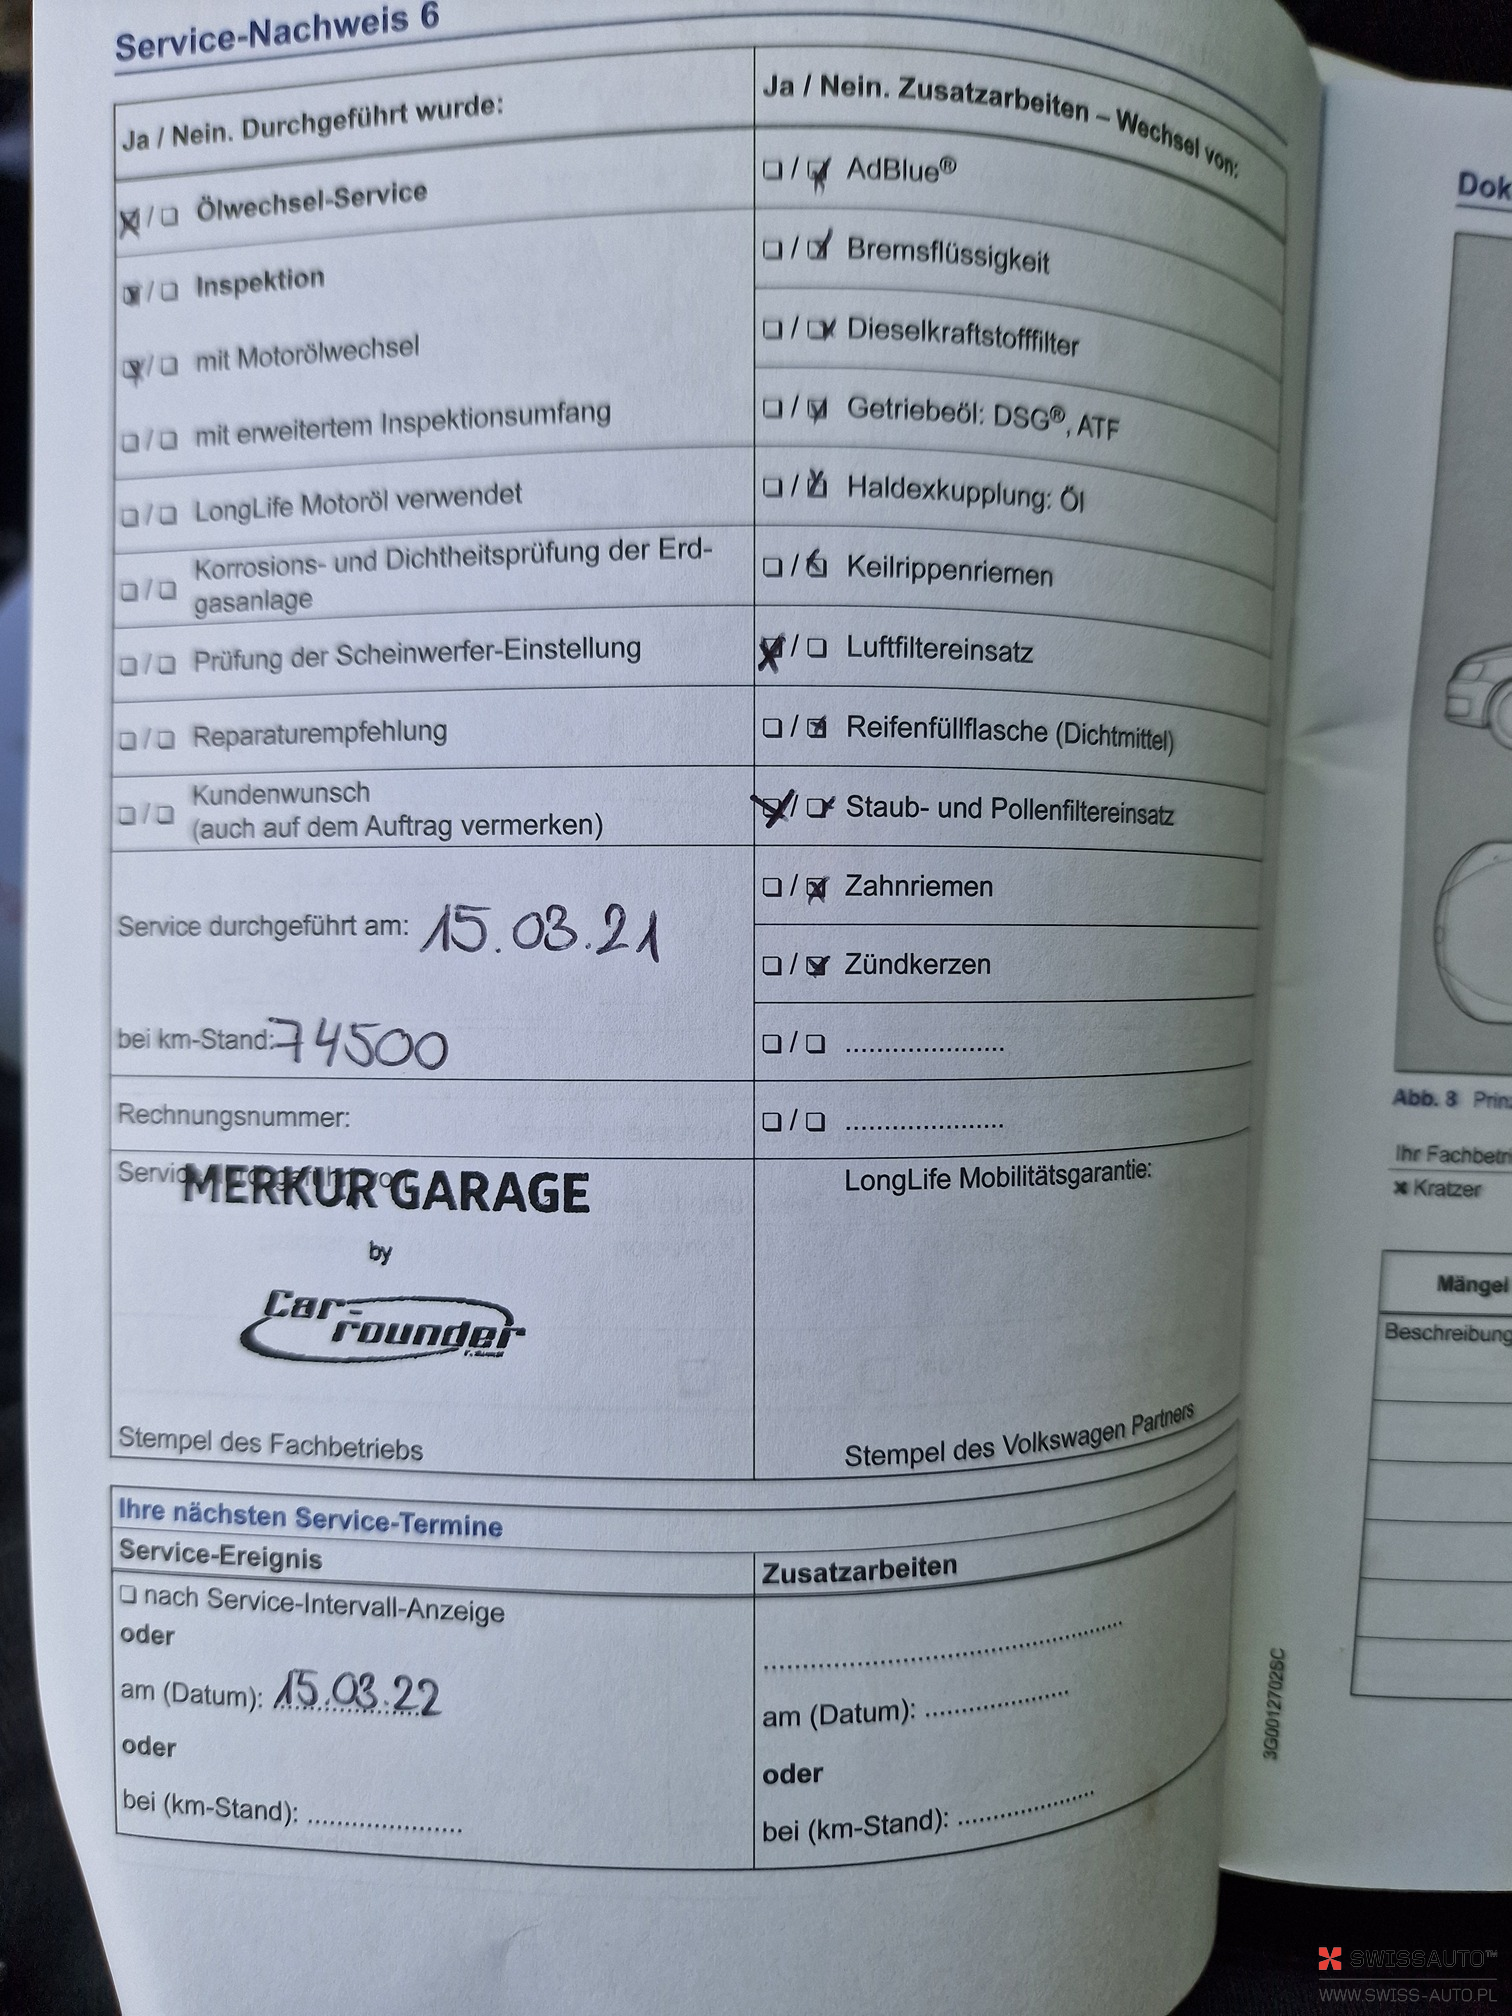 Service-Nachweis 6
Ja / Nein. Durchgeführt wurde:
Ölwechsel-Service
Inspektion
mit Motorölwechsel
mit erweitertem Inspektionsumfang
LongLife Motoröl verwendet
Korrosions- und Dichtheitsprüfung der Erd-
gasanlage
Prüfung der Scheinwerfer-Einstellung
Reparaturempfehlung
Kundenwunsch
(auch auf dem Auftrag vermerken)
Service durchgeführt am: 15.03.21
bei km-Stand: 74500
Rechnungsnummer:
MERKUR GARAGE
by
Car-
rounder
Stempel des Fachbetriebs
Ja / Nein. Zusatzarbeiten – Wechsel von:
AdBlue®
Bremsflüssigkeit
Dieselkraftstofffilter
Getriebeöl: DSG®, ATF
Haldexkupplung: Öl
Keilrippenriemen
Luftfiltereinsatz
Reifenfüllflasche (Dichtmittel)
Staub- und Pollenfiltereinsatz
Zahnriemen
Zündkerzen
LongLife Mobilitätsgarantie:
Stempel des Volkswagen Partners
Ihre nächsten Service-Termine
Service-Ereignis
nach Service-Intervall-Anzeige
oder
am (Datum): 15.03.22
oder
bei (km-Stand):
Zusatzarbeiten
am (Datum):
oder
bei (km-Stand):
3G0012702SC
Dok
Abb. 8
Ihr
Kratzer
Mängel
Beschreibung
SWISSAUTO™
WWW.SWISS-AUTO.PL